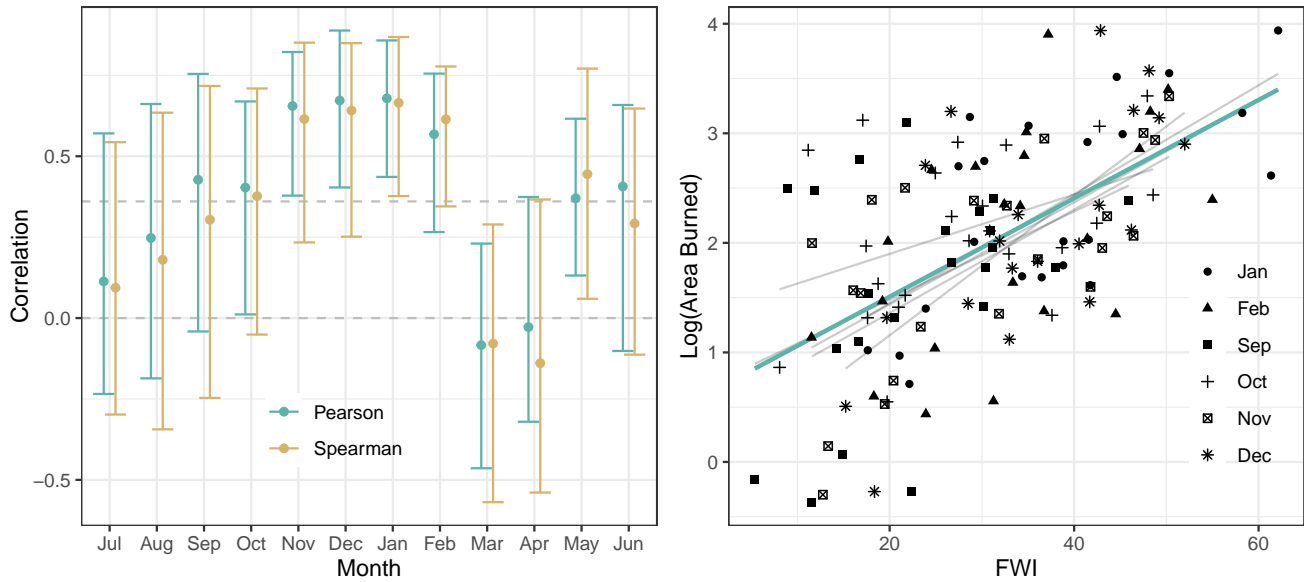 Correlation
0.5
0.0
−0.5
Pearson
Spearman
Jul Aug Sep Oct Nov Dec Jan Feb Mar Apr May Jun
Month
Log(Area Burned)
4
3
2
1
0
Jan
Feb
Sep
Oct
Nov
Dec
20 40 60
FWI